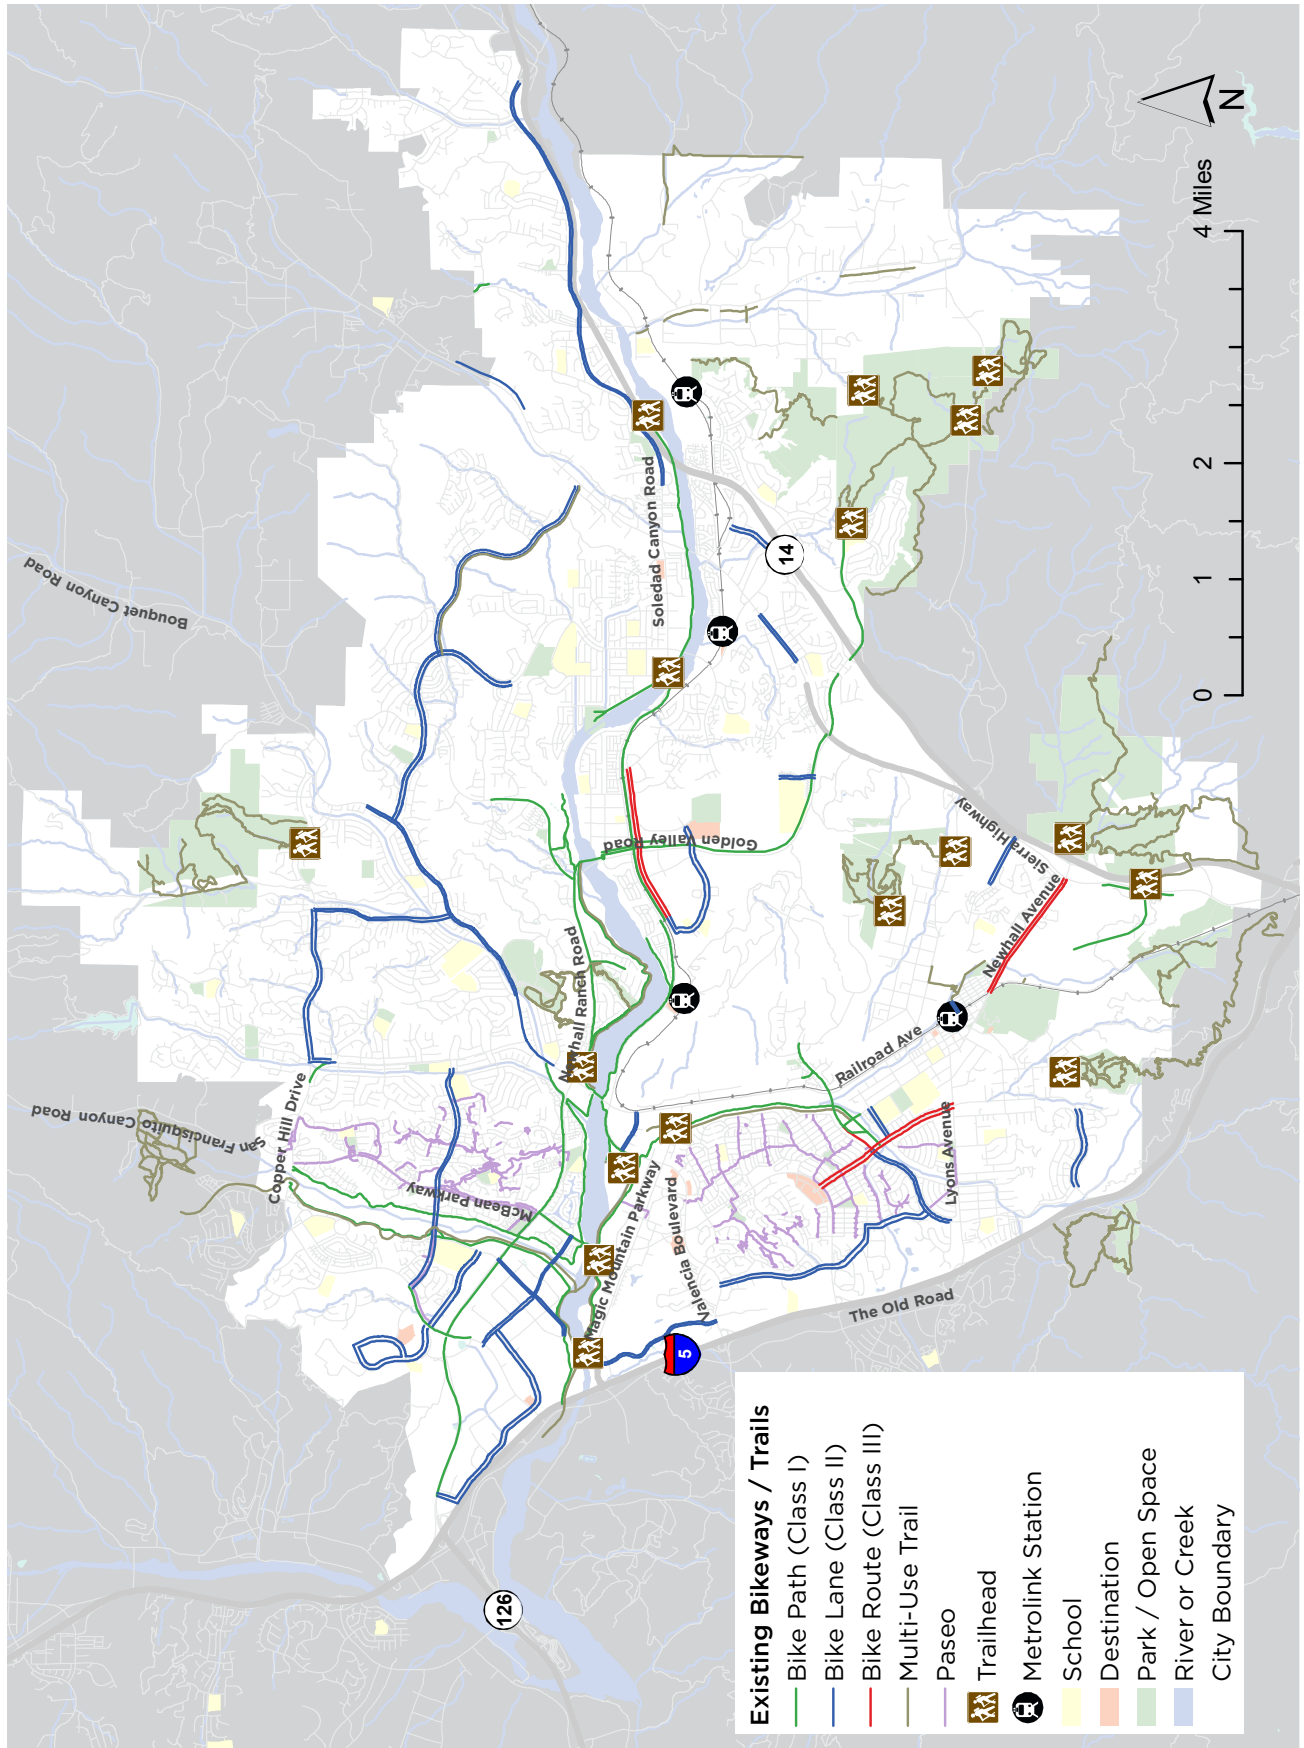 Existing Bikeways / Trails
Bike Path (Class I)
Bike Lane (Class II)
Bike Route (Class III)
Multi-Use Trail
Paseo
Trailhead
Metrolink Station
School
Destination
Park / Open Space
River or Creek
City Boundary
126
5
14
San Francisquito Canyon Road
Bouquet Canyon Road
Copper Hill Drive
McBean Parkway
Newhall Ranch Road
Magic Mountain Parkway
Valencia Boulevard
The Old Road
Soledad Canyon Road
Golden Valley Road
Railroad Ave
Lyons Avenue
Newhall Avenue
Sierra Highway
0
1
2
4 Miles
N